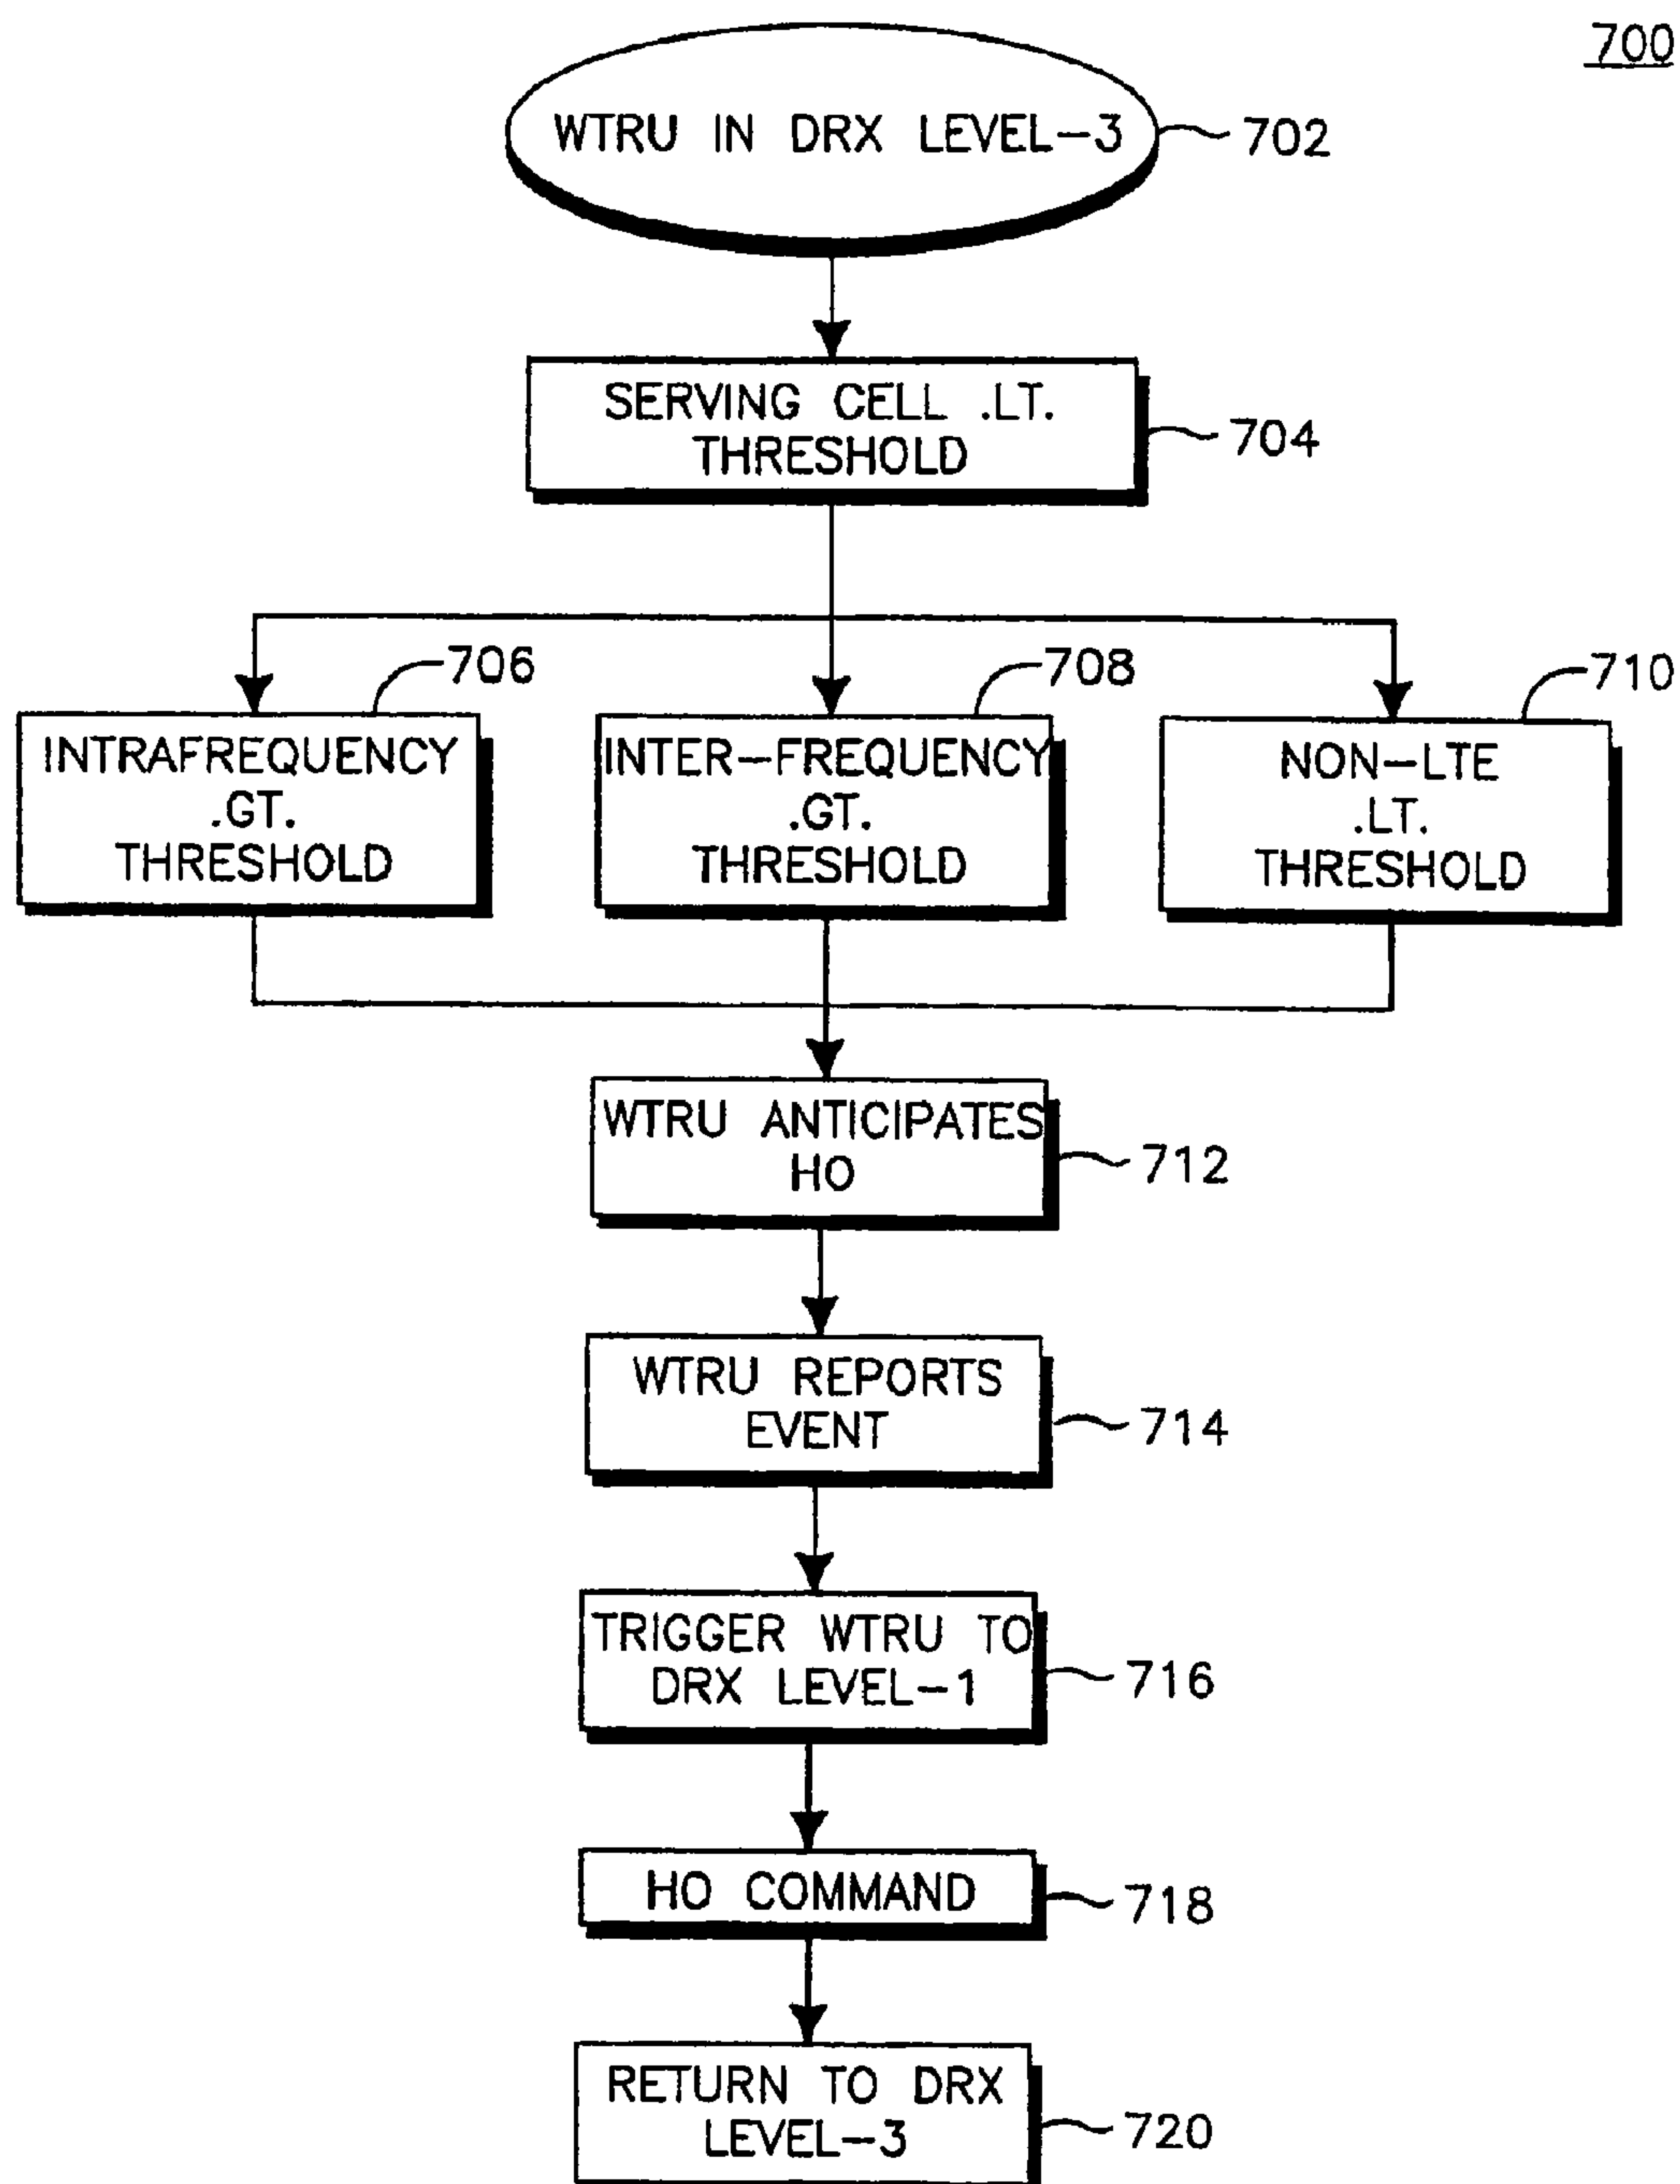 700
WTRU IN DRX LEVEL-3
702
SERVING CELL .LT.
THRESHOLD
704
706
708
710
INTRAFREQUENCY
.GT.
THRESHOLD
INTER-FREQUENCY
.GT.
THRESHOLD
NON-LTE
.LT.
THRESHOLD
WTRU ANTICIPATES
HO
712
WTRU REPORTS
EVENT
714
TRIGGER WTRU TO
DRX LEVEL-1
716
HO COMMAND
718
RETURN TO DRX
LEVEL-3
720